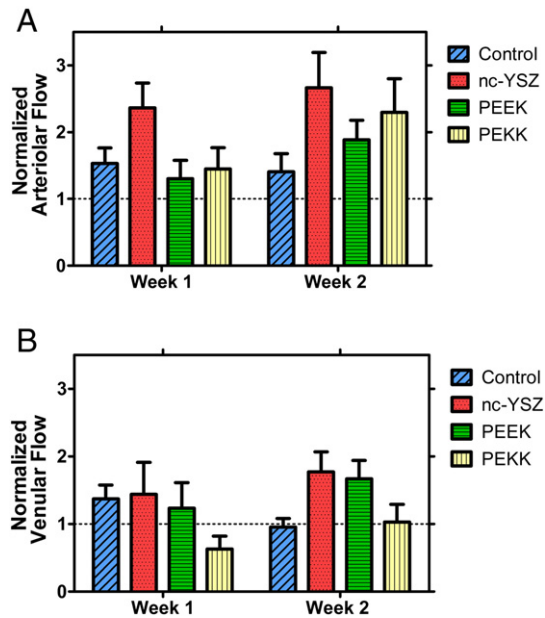 A
Normalized
Arteriolar Flow
3
2
1
0
Week 1
Week 2
Control
nc-YSZ
PEEK
PEKK
B
Normalized
Venular Flow
3
2
1
0
Week 1
Week 2
Control
nc-YSZ
PEEK
PEKK